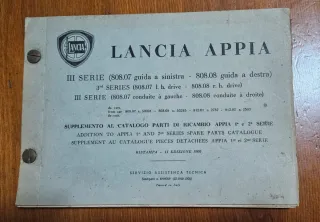 LANCIA
LANCIA APPIA
III SERIE (808.07 guida a sinistra - 808.08 guida a destra)
3rd SERIES (808.07 l. h. drive - 808.08 r. h. drive)
III SERIE (808.07 conduite à gauche - 808.08 conduite à droite)
SUPPLEMENTO AL CATALOGO PARTI DI RICAMBIO APPIA 1ª e 2ª SERIE
ADDITION TO APPIA 1st AND 2nd SERIES SPARE PARTS CATALOGUE
SUPPLEMENT AU CATALOGUE PIECES DETACHEES APPIA 1re et 2me SERIE
RISTAMPA - II EDIZIONE
SERVIZIO ASSISTENZA TECNICA